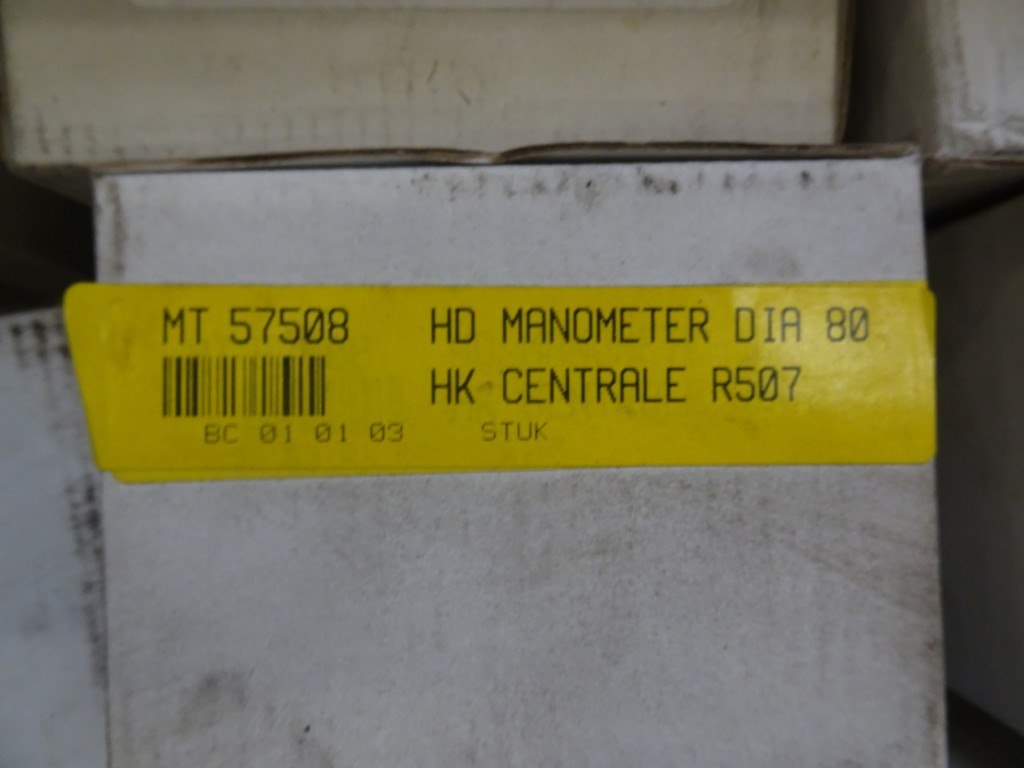 MT 57508 HD MANOMETER DIA 80
HK CENTRALE R507
BC 01 01 03 STUK